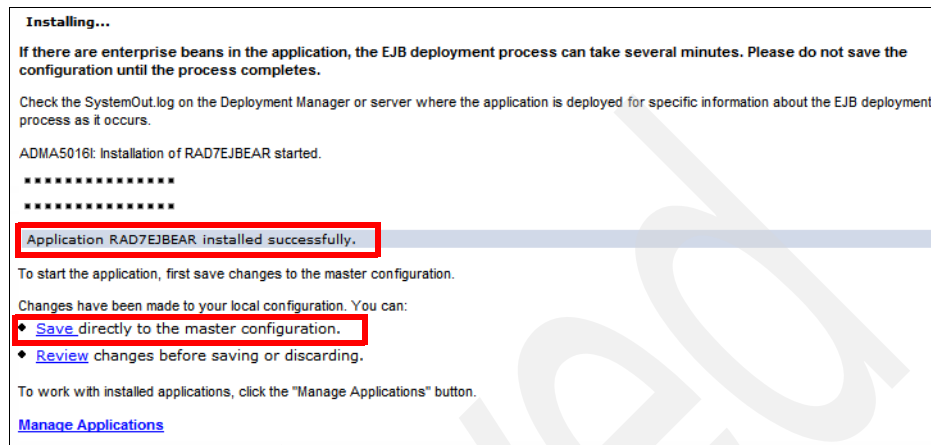 Installing...
If there are enterprise beans in the application, the EJB deployment process can take several minutes. Please do not save the
configuration until the process completes.
Check the SystemOut.log on the Deployment Manager or server where the application is deployed for specific information about the EJB deployment
process as it occurs.
ADMA5016I: Installation of RAD7EJBEAR started.
Application RAD7EJBEAR installed successfully.
To start the application, first save changes to the master configuration.
Changes have been made to your local configuration. You can:
Save directly to the master configuration.
Review changes before saving or discarding.
To work with installed applications, click the "Manage Applications" button.
Manage Applications